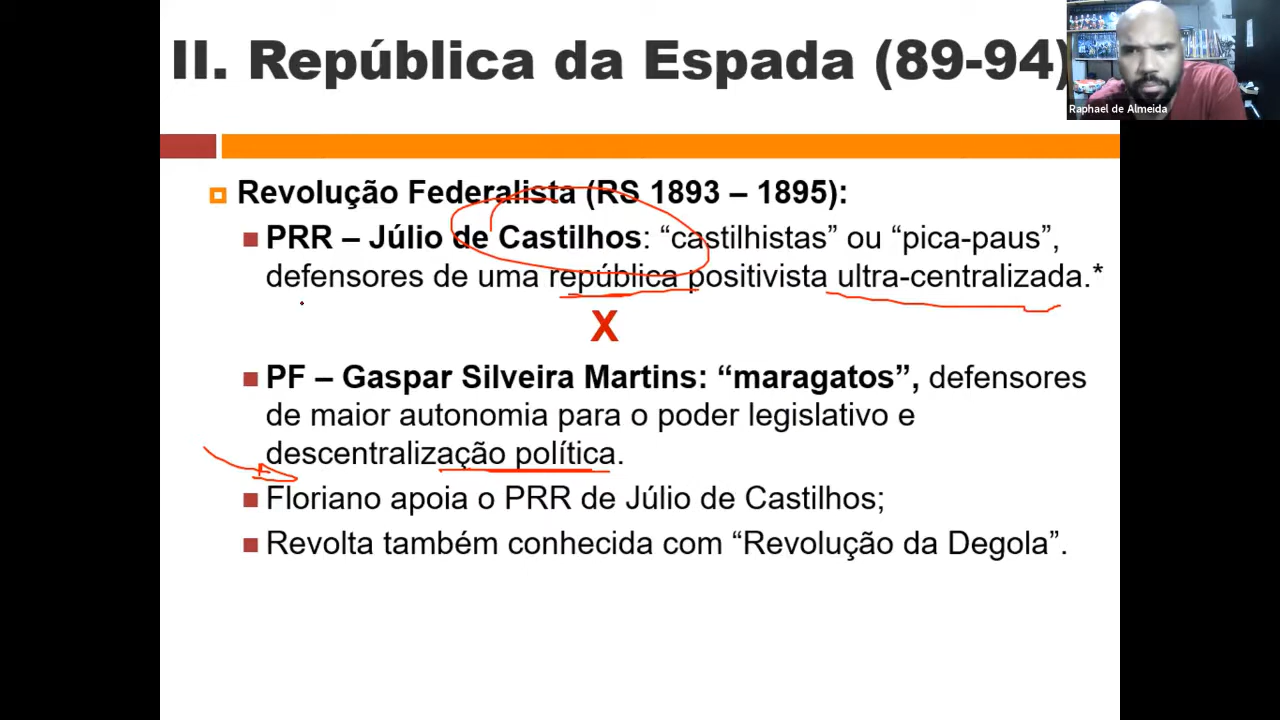 II. República da Espada (89-94)
Raphael de Almeida
Revolução Federalista (RS 1893 – 1895):
PRR – Júlio de Castilhos: “castilhistas” ou “pica-paus”,
defensores de uma república positivista ultra-centralizada.*
X
PF – Gaspar Silveira Martins: “maragatos”, defensores
de maior autonomia para o poder legislativo e
descentralização política.
Floriano apoia o PRR de Júlio de Castilhos;
Revolta também conhecida com “Revolução da Degola”.